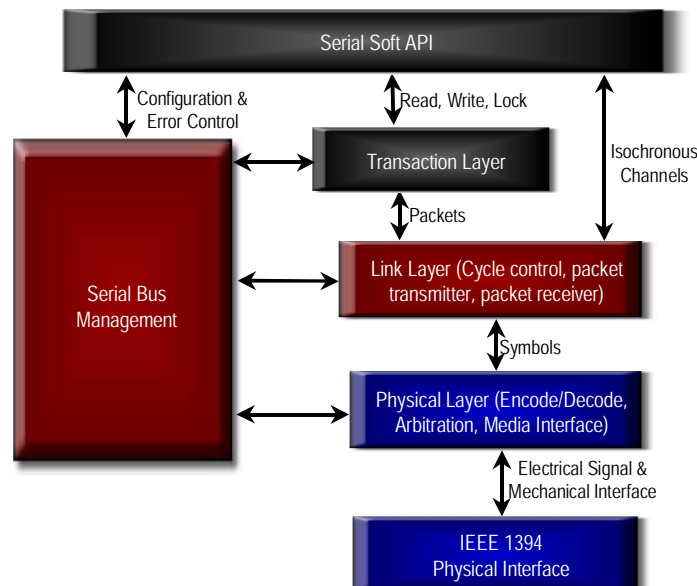 Serial Soft API
Configuration &
Error Control
Read, Write, Lock
Isochronous
Channels
Transaction Layer
Packets
Serial Bus
Management
Link Layer (Cycle control, packet
transmitter, packet receiver)
Symbols
Physical Layer (Encode/Decode,
Arbitration, Media Interface)
Electrical Signal &
Mechanical Interface
IEEE 1394
Physical Interface